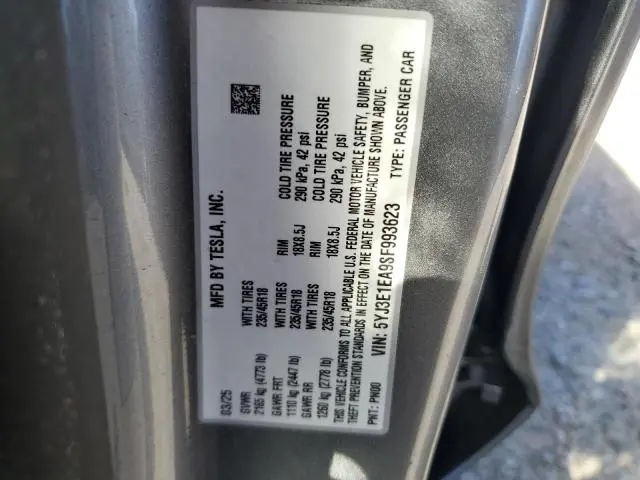 MFD BY TESLA, INC.
03/25
GVWR WITH TIRES COLD TIRE PRESSURE
2165 kg (4773 lb) 235/45R18 RIM 290 kPa, 42 psi
GAWR FRT WITH TIRES 18X8.5J COLD TIRE PRESSURE
1110 kg (2447 lb) 235/45R18 RIM 290 kPa, 42 psi
GAWR RR WITH TIRES 18X8.5J
1260 kg (2778 lb) 235/45R18
THIS VEHICLE CONFORMS TO ALL APPLICABLE U.S. FEDERAL MOTOR VEHICLE SAFETY, BUMPER, AND
THEFT PREVENTION STANDARDS IN EFFECT ON THE DATE OF MANUFACTURE SHOWN ABOVE.
VIN: 5YJ3E1EA9SF993623 TYPE: PASSENGER CAR
PNT: PN00